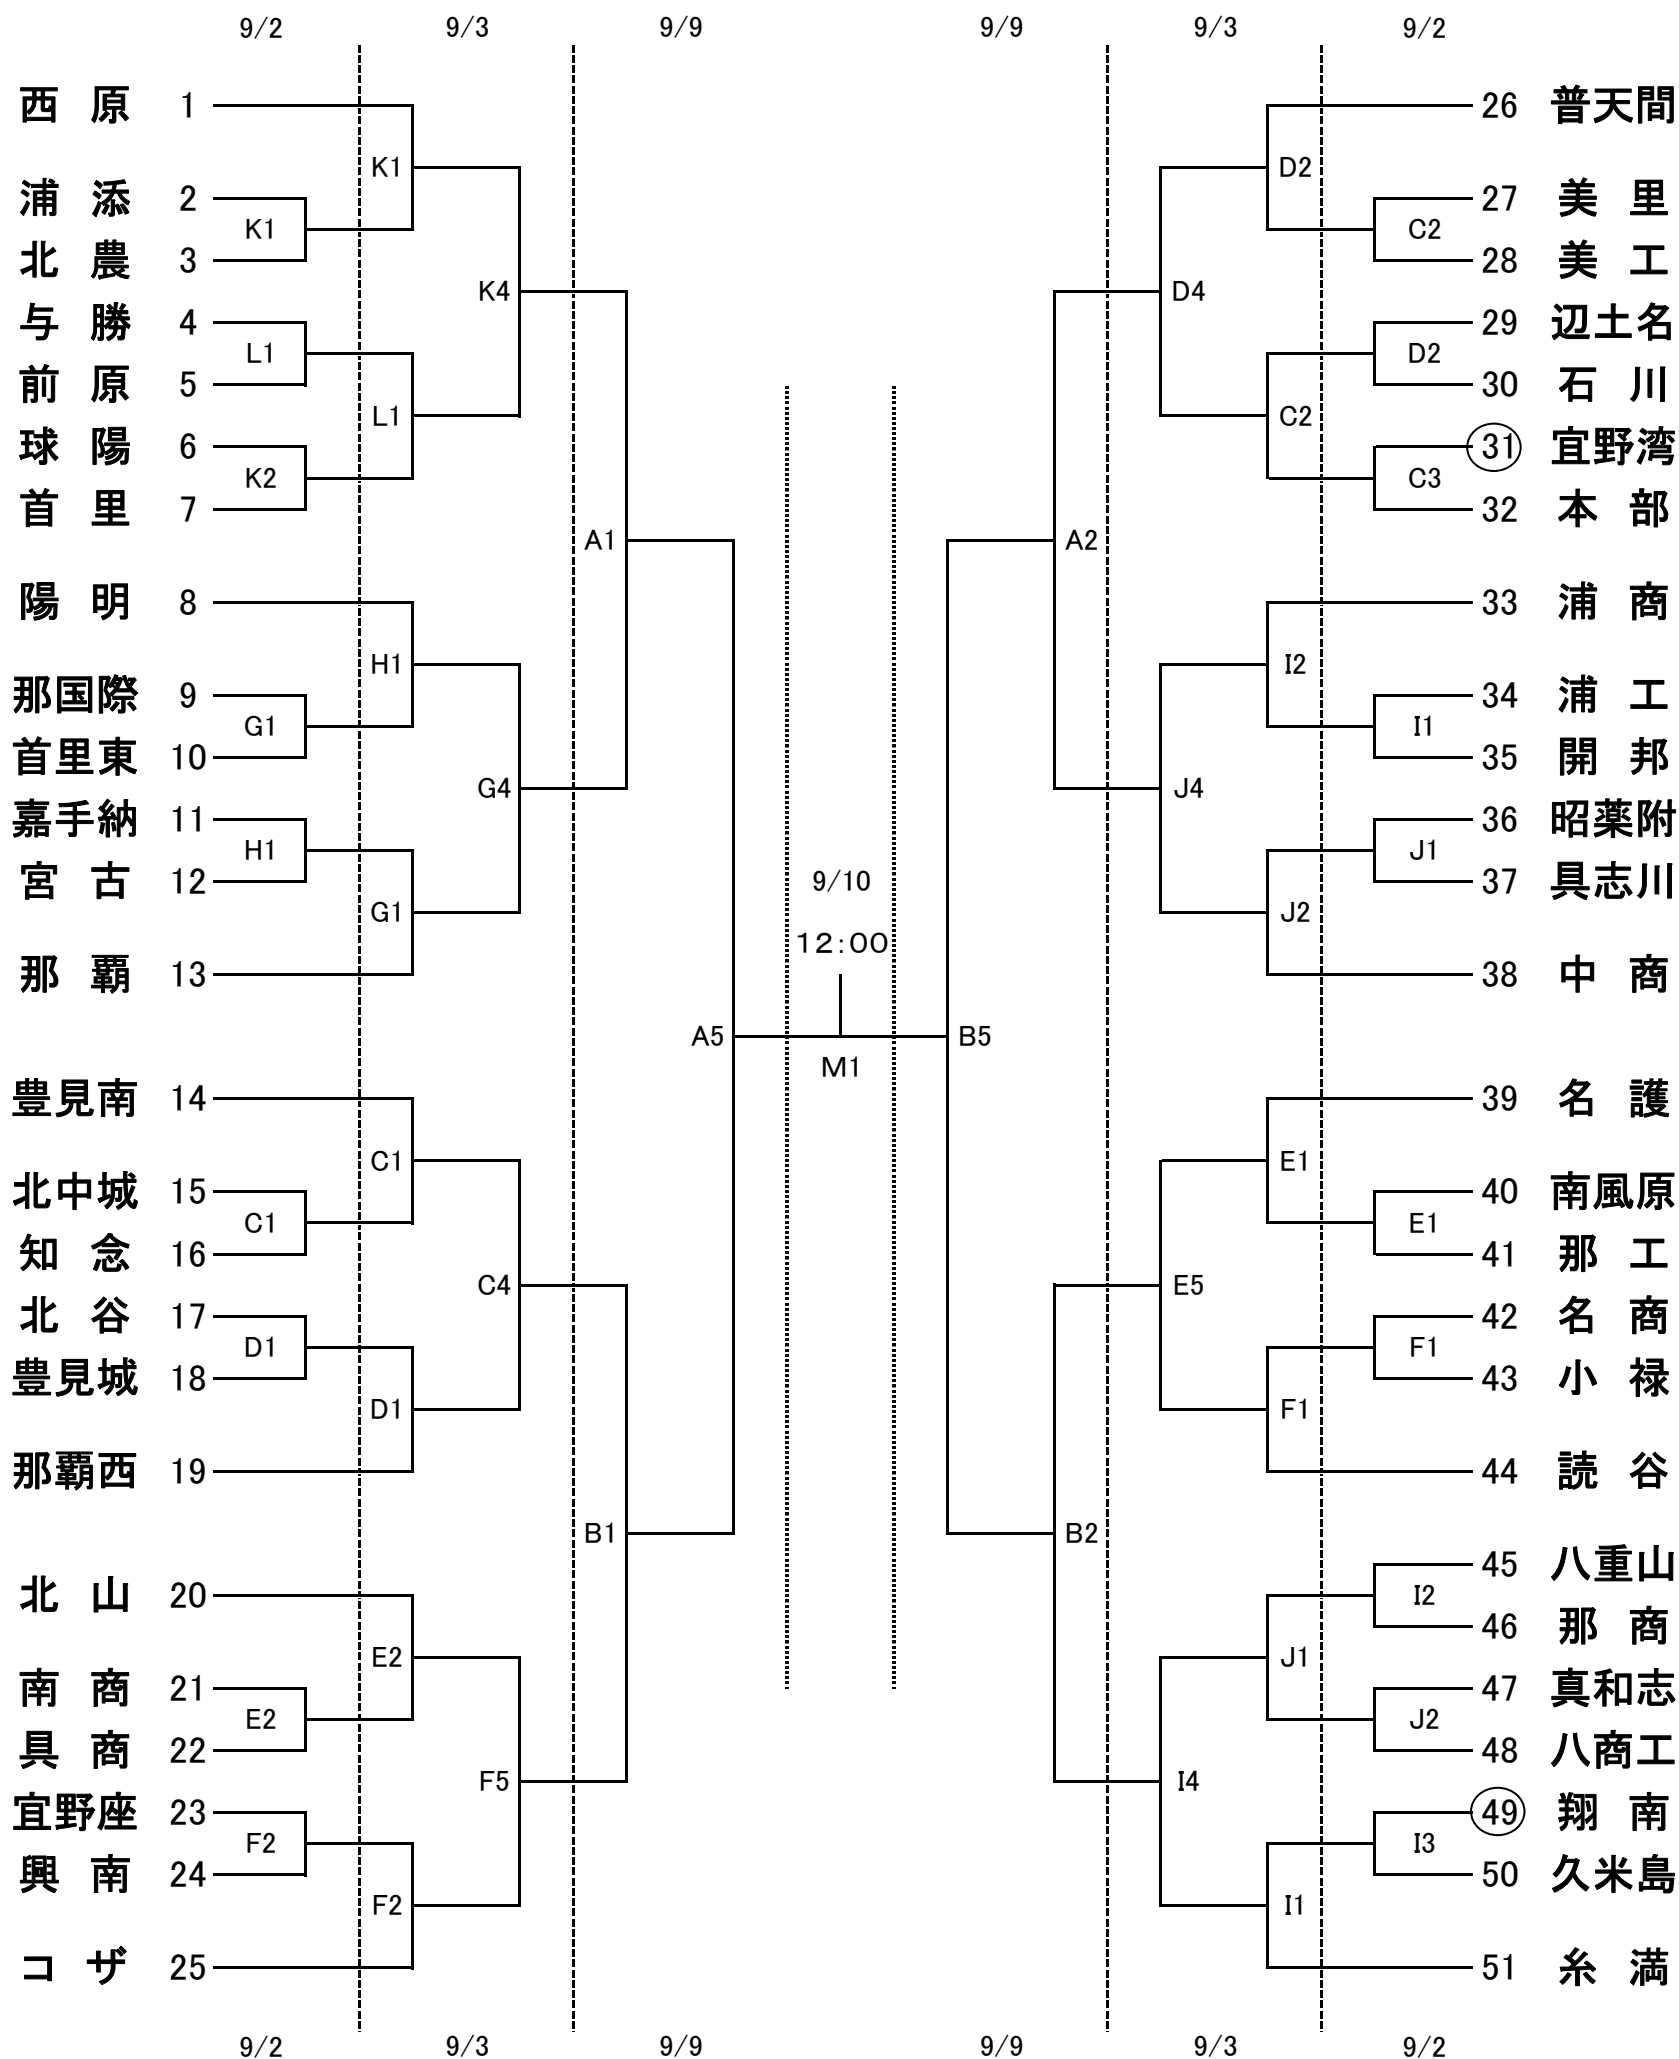 9/2 9/3 9/9 9/9 9/3 9/2
西原 1 26 普天間
K1 D2
浦添 2 27 美里
K1 C2
北農 3 28 美工
K4 D4
与勝 4 29 辺土名
L1 D2
前原 5 30 石川
L1 C2
球陽 6 31 宜野湾
K2 C3
首里 7 32 本部
A1 A2
陽明 8 33 浦商
H1 I2
那国際 9 34 浦工
G1 I1
首里東 10 35 開邦
G4 J4
嘉手納 11 36 昭薬附
H1 J1
宮古 12 9/10 37 具志川
G1 J2
12:00
那覇 13 38 中商
A5 B5
M1
豊見南 14 39 名護
C1 E1
北中城 15 40 南風原
C1 E1
知念 16 41 那工
C4 E5
北谷 17 42 名商
D1 F1
豊見城 18 43 小禄
D1 F1
那覇西 19 44 読谷
B1 B2
45 八重山
北山 20 I2
46 那商
E2 J1
南商 21 47 真和志
E2 J2
具商 22 48 八商工
F5 I4
宜野座 23 49 翔南
F2 I3
興南 24 50 久米島
F2 I1
コザ 25 51 糸満
9/2 9/3 9/9 9/9 9/3 9/2